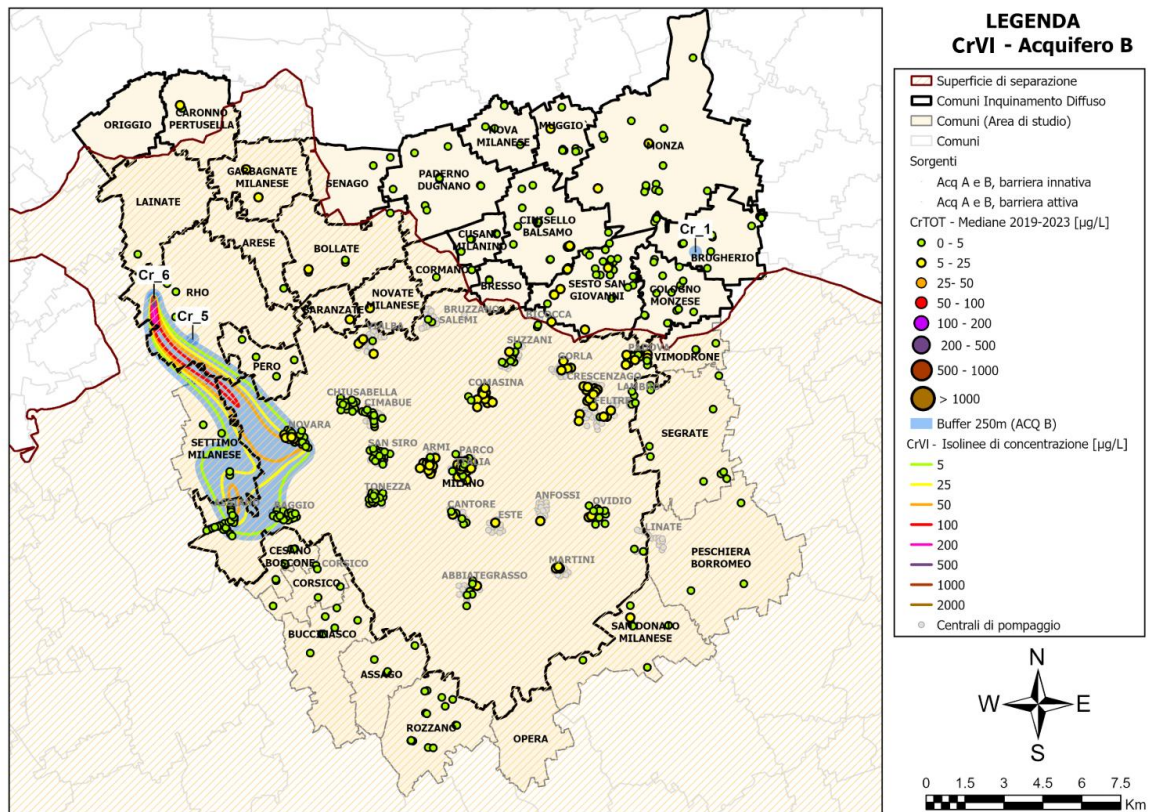 LEGENDA
CrVI - Acquifero B
Superficie di separazione
Comuni Inquinamento Diffuso
Comuni (Area di studio)
Comuni
Sorgenti
Acq A e B, barriera innativa
Acq A e B, barriera attiva
CrTOT - Mediane 2019-2023 [µg/L]
0 - 5
5 - 25
25- 50
50 - 100
100 - 200
200 - 500
500 - 1000
> 1000
Buffer 250m (ACQ B)
CrVI - Isolinee di concentrazione [µg/L]
5
25
50
100
200
500
1000
2000
Centrali di pompaggio
N
W
E
S
0 1.5 3 4.5 6 7.5
Km
ORIGGIO
CARONNO
PERTUSELLA
GARBAGNATE
MILANESE
LAINATE
SENAGO
PADERNO
DUGNANO
NOVA
MILANESE
MUGGIO
MONZA
ARESE
BOLLATE
CUSANO
MILANINO
CINISELLO
BALSAMO
Cr_1
BRUGHERIO
CORMANO
BRESSO
SESTO SAN
GIOVANNI
COLOGNO
MONZESE
Cr_6
RHO
Cr_5
BARANZATE
NOVATE
MILANESE
BRUZZANO
SALEMI
BICOCCA
PERO
SUZZANI
GORLA
PADOVA
VIMODRONE
CRESCENZAGO
FELTRE
CHIUSABELLA
CIMABUE
COMASINA
SETTIMO
MILANESE
NOVARA
SAN SIRO
ARMI
PARCO
MILANO
SEGRATE
TONEZZA
BAGGIO
CANTORE
ESTE
ANFOSSI
OVIDIO
LINATE
CESANO
BOSCONE
CORSICO
CORSICO
MARTINI
ABBIATEGRASSO
PESCHIERA
BORROMEO
BUCCINASCO
SAN DONATO
MILANESE
ASSAGO
ROZZANO
OPERA